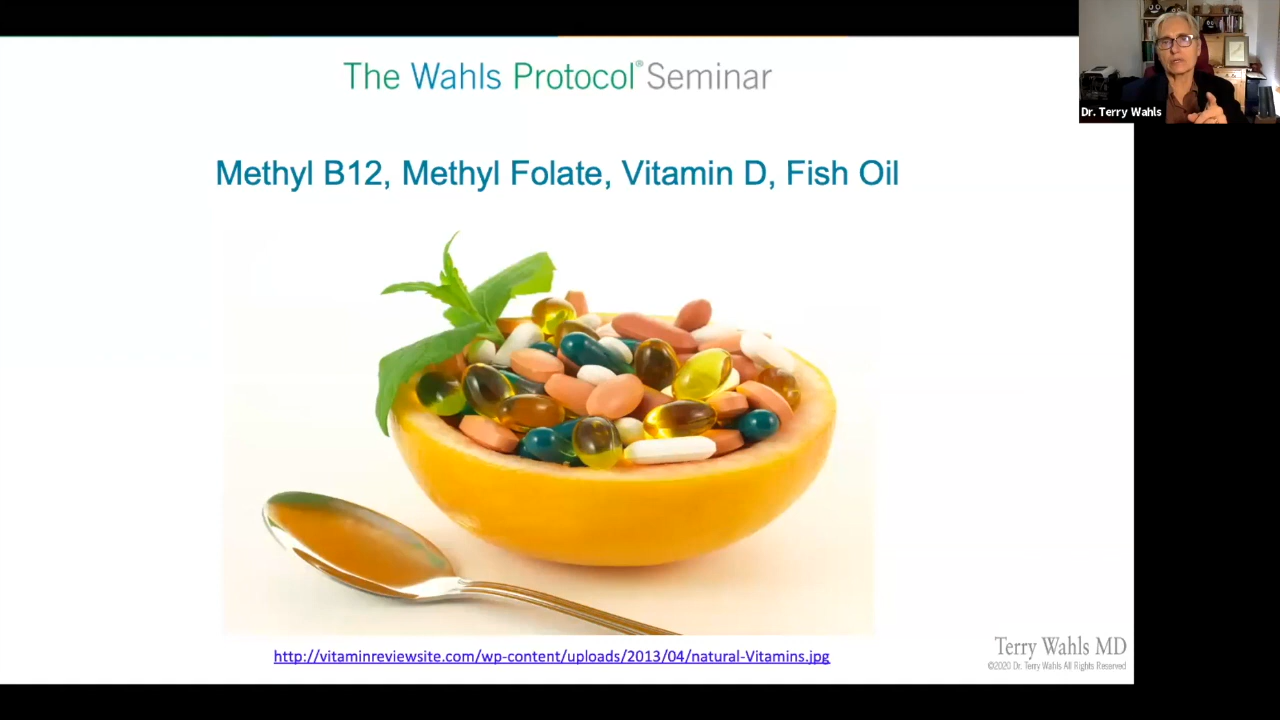 The Wahls Protocol® Seminar
Dr. Terry Wahls
Methyl B12, Methyl Folate, Vitamin D, Fish Oil
http://vitaminreviewsite.com/wp-content/uploads/2013/04/natural-Vitamins.jpg
Terry Wahls MD
©2020 Dr. Terry Wahls All Rights Reserved